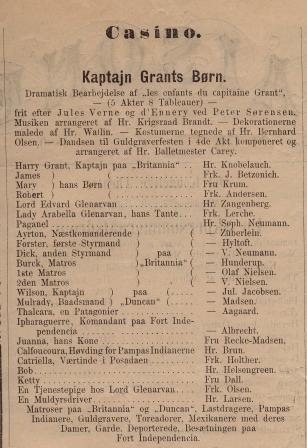 Casino.
Kaptajn Grants Børn.
Dramatisk Bearbejdelse af „les enfants du capitaine Grant",
— (5 Akter 8 Tableauer) —
frit efter Jules Verne og d'Ennery ved Peter Sørensen.
Musiken arrangeret af Hr. Krigsraad Brandt. — Dekorationerne
malede af Hr. Wallin. — Kostumerne tegnede af Hr. Bernhard
Olsen. — Dandsen til Guldgraverfesten i 4de Akt komponeret og
arrangeret af Hr. Balletmester Carey.
Harry Grant, Kaptajn paa „Britannia" Hr. Knobelauch.
James ) Frk. J. Betzonich.
Mary } hans Børn ( Fru Krum.
Robert ) Frk. Andersen.
Lord Edvard Glenarvan Hr. Zangenberg.
Lady Arabella Glenarvan, hans Tante. Frk. Lerche.
Paganel Hr. Soph. Neumann.
Ayrton, Næstkomanderende ) ( — Zinberlein.
Forster, første Styrmand ) ( — Hyltoft.
Dick, anden Styrmand ) paa ( — V. Neumann.
Burck, Matros ) „Britannia" ( — Hunderup.
1ste Matros ) ( — Olaf Nielsen.
2den Matros ) ( — V. Nielsen.
Wilson, Kaptajn ) paa ( — Jul. Jacobsen.
Mulrady, Baadsmand ) „Duncan" ( — Madsen.
Thalcara, en Patagonier — Aagaard.
Ipharaguerre, Komandant paa Fort Inde-
pendencia — Albrecht.
Juanna, hans Kone Fru Recke-Madsen.
Calfoucoura, Høvding for Pampas Indianerne Hr. Brun.
Catriela, Værtinde i Posadaen Frk. Holther.
Bob Hr. Helsengreen.
Ketty Fru Dall.
En Tjenestepige hos Lord Glenarvan Frk. Olsen.
En Muldyrsdriver Hr. Larsen.
Matroser paa „Britannia" og „Duncan", Lastdragere, Pampas
Indianere, Guldgravere, Toreadorer, Mexikanere med deres
Damer, Garde, Deporterede, Besætningen paa
Fort Independencia.